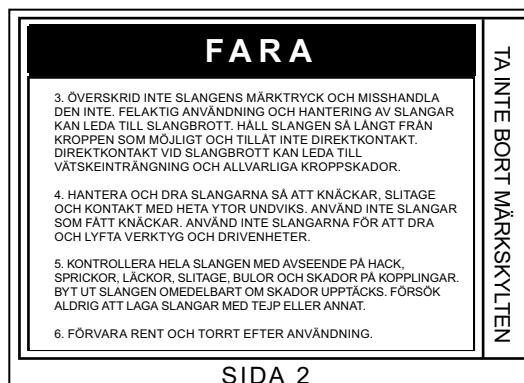 FARA
3. ÖVERSKRID INTE SLANGENS MÄRKTRYCK OCH MISSHANDLA
DEN INTE. FELAKTIG ANVÄNDNING OCH HANTERING AV SLANGAR
KAN LEDA TILL SLANGBROTT. HÅLL SLANGEN SÅ LÅNGT FRÅN
KROPPEN SOM MÖJLIGT OCH TILLÅT INTE DIREKTKONTAKT.
DIREKTKONTAKT VID SLANGBROTT KAN LEDA TILL
VÄTSKEINTRÄNGNING OCH ALLVARLIGA KROPPSKADOR.
4. HANTERA OCH DRA SLANGARNA SÅ ATT KNÄCKAR, SLITAGE
OCH KONTAKT MED HETA YTOR UNDVIKS. ANVÄND INTE SLANGAR
SOM FÅTT KNÄCKAR. ANVÄND INTE SLANGARNA FÖR ATT DRA
OCH LYFTA VERKTYG OCH DRIVENHETER.
5. KONTROLLERA HELA SLANGEN MED AVSEENDE PÅ HACK,
SPRICKOR, LÄCKOR, SLITAGE, BULOR OCH SKADOR PÅ KOPPLINGAR.
BYT UT SLANGEN OMEDELBART OM SKADOR UPPTÄCKS. FÖRSÖK
ALDRIG ATT LAGA SLANGAR MED TEJP ELLER ANNAT.
6. FÖRVARA RENT OCH TORRT EFTER ANVÄNDNING.
TA INTE BORT MÄRKSKYLTEN
SIDA 2